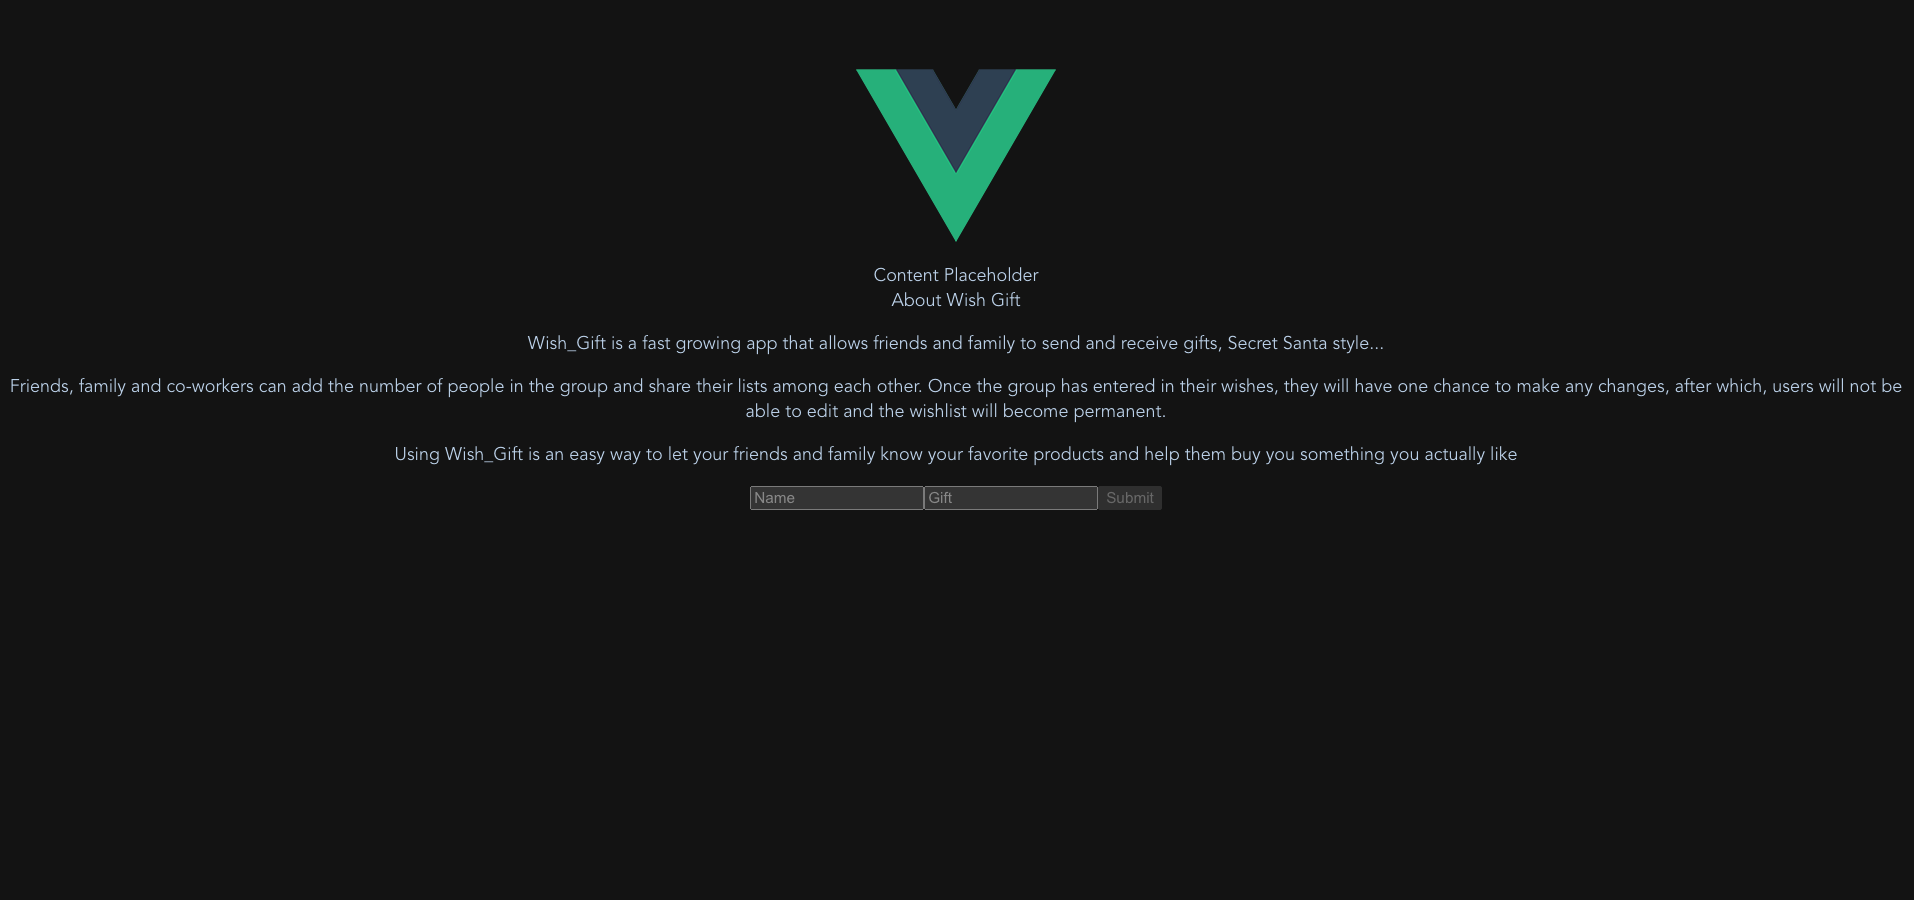 Content Placeholder
About Wish Gift
Wish_Gift is a fast growing app that allows friends and family to send and receive gifts, Secret Santa style...
Friends, family and co-workers can add the number of people in the group and share their lists among each other. Once the group has entered in their wishes, they will have one chance to make any changes, after which, users will not be
able to edit and the wishlist will become permanent.
Using Wish_Gift is an easy way to let your friends and family know your favorite products and help them buy you something you actually like
Name Gift Submit